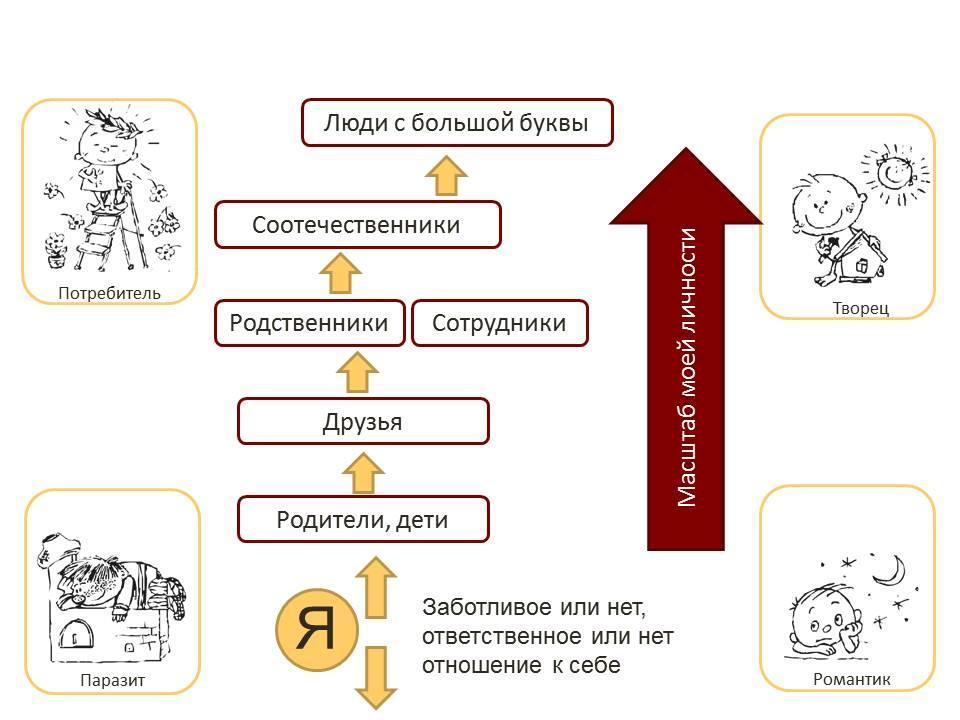 Люди с большой буквы
Соотечественники
Потребитель
Творец
Родственники
Сотрудники
Масштаб моей личности
Друзья
Родители, дети
Я
Заботливое или нет,
ответственное или нет
отношение к себе
Паразит
Романтик